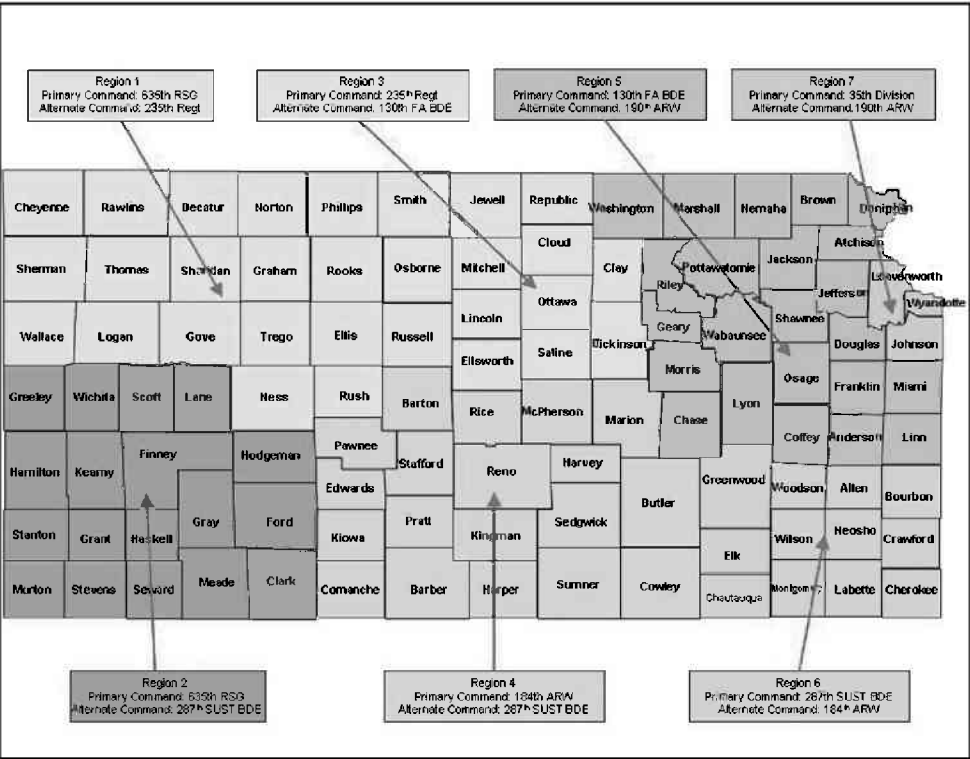 Region 1
Primary Command: 635th RSG
Alternate Command: 235th Regt
Region 3
Primary Command: 235th Regt
Alternate Command: 130th FA BDE
Region 5
Primary Command: 130th FA BDE
Alternate Command: 190th ARW
Region 7
Primary Command: 35th Division
Alternate Command: 190th ARW
Cheyenne Rawlins Decatur Norton Phillips Smith Jewell Republic Washington Marshall Nemaha Brown Doniphan
Cloud Atchison
Sherman Thomas Sheridan Graham Rooks Osborne Mitchell Clay Pottawatomie Jackson Leavenworth
Riley Jefferson Wyandotte
Ottawa
Wallace Logan Gove Trego Ellis Russell Lincoln Geary Wabaunsee Shawnee Douglas Johnson
Saline Dickinson
Ellsworth Morris Osage
Greeley Wichita Scott Lane Ness Rush Barton Rice McPherson Marion Chase Lyon Franklin Miami
Pawnee Coffey Anderson Linn
Hamilton Kearny Finney Hodgeman Stafford Reno Harvey
Edwards Butler Greenwood Woodson Allen Bourbon
Stanton Grant Haskell Gray Ford Kiowa Pratt Kingman Sedgwick Wilson Neosho Crawford
Elk
Morton Stevens Seward Meade Clark Comanche Barber Harper Sumner Cowley Chautauqua Montgomery Labette Cherokee
Region 2
Primary Command: 635th RSG
Alternate Command: 287th SUST BDE
Region 4
Primary Command: 184th ARW
Alternate Command: 287th SUST BDE
Region 6
Primary Command: 287th SUST BDE
Alternate Command: 184th ARW